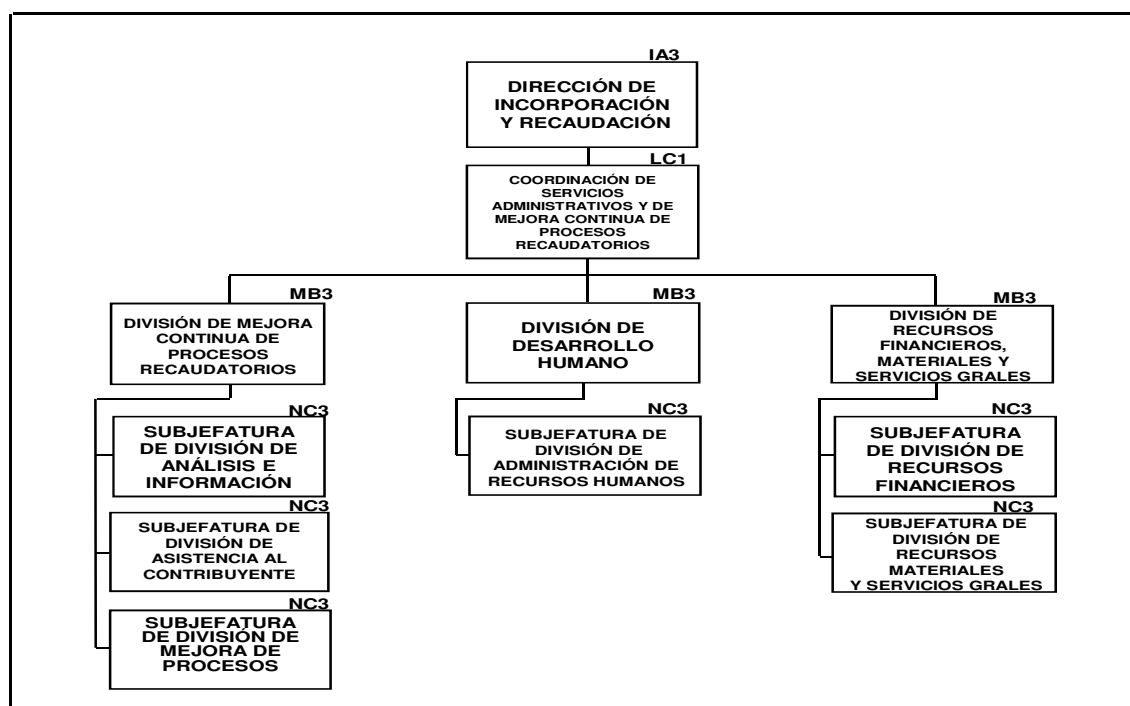 IA3
DIRECCIÓN DE
INCORPORACIÓN
Y RECAUDACIÓN
LC1
COORDINACIÓN DE
SERVICIOS
ADMINISTRATIVOS Y DE
MEJORA CONTINUA DE
PROCESOS
RECAUDATORIOS
MB3
DIVISIÓN DE MEJORA
CONTINUA DE
PROCESOS
RECAUDATORIOS
NC3
SUBJEFATURA
DE DIVISIÓN DE
ANÁLISIS E
INFORMACIÓN
NC3
SUBJEFATURA DE
DIVISIÓN DE
ASISTENCIA AL
CONTRIBUYENTE
NC3
SUBJEFATURA
DE DIVISIÓN DE
MEJORA DE
PROCESOS
MB3
DIVISIÓN DE
DESARROLLO
HUMANO
NC3
SUBJEFATURA DE
DIVISIÓN DE
ADMINISTRACIÓN DE
RECURSOS HUMANOS
MB3
DIVISIÓN DE
RECURSOS
FINANCIEROS,
MATERIALES Y
SERVICIOS GRALES
NC3
SUBJEFATURA
DE DIVISIÓN DE
RECURSOS
FINANCIEROS
NC3
SUBJEFATURA DE
DIVISIÓN DE
RECURSOS
MATERIALES
Y SERVICIOS GRALES